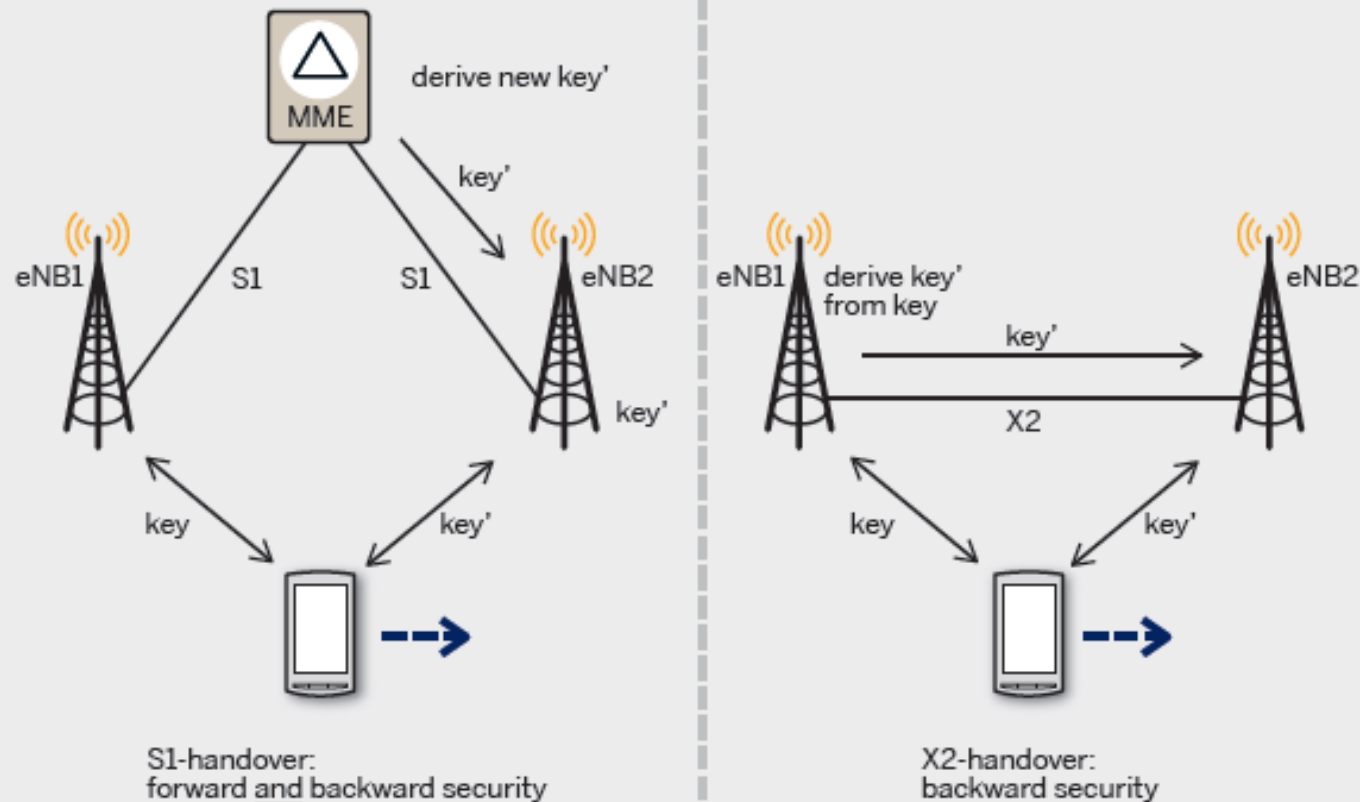 MME
derive new key’
key’
eNB1
S1
S1
eNB2
key’
key
key’
S1-handover:
forward and backward security
eNB1
derive key’
from key
eNB2
key’
X2
key
key’
X2-handover:
backward security